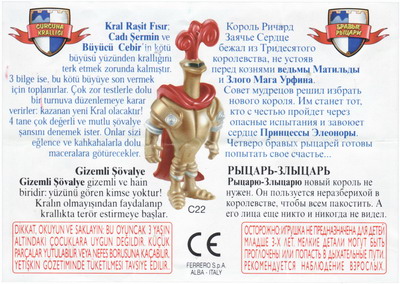 CURCUNA
KRALLIĞI
Kral Raşit Fısır,
Cadı Şermin ve
Büyücü Cebir'in kötü
büyüsü yüzünden krallığını
terk etmek zorunda kalmıştır.
3 bilge ise, bu kötü büyüye son vermek
için toplanırlar. Çok zor testlerle dolu
bir turnuva düzenlemeye karar
verirler: kazanan yeni Kral olacaktır!
4 tane çok değerli ve mutlu şövalye
şansını denemek ister. Onlar sizi
eğlence ve kahkahalarla dolu
maceralara götürecekler.
Gizemli Şövalye
Gizemli Şövalye gizemli ve hain
biridir: yüzünü gören kimse yoktur!
Kralın olmayışından faydalanıp
krallıkta terör estirmeye başlar.
DİKKAT, OKUYUN VE SAKLAYIN: BU OYUNCAK 3 YAŞIN
ALTINDAKİ ÇOCUKLARA UYGUN DEĞİLDİR, KÜÇÜK
PARÇALAR YUTULABİLİR VEYA NEFES BORUSUNA KAÇABİLİR.
YETİŞKİN GÖZETİMİNDE TÜKETİLMESİ TAVSİYE EDİLİR.
C22
CE
FERRERO S.p.A.
ALBA - ITALY
БРАВЫЕ
РЫЦАРИ
Король Ричард
Заячье Сердце
бежал из Тридесятого
королевства, не устояв
перед кознями ведьмы Матильды
и Злого Мага Урфина.
Совет мудрецов решил избрать
нового короля. Им станет тот,
кто с честью пройдет через
опасные испытания и завоюет
сердце Принцессы Элеоноры.
Четверо бравых рыцарей готовы
попытать свое счастье...
РЫЦАРЬ-ЗЛЫЦАРЬ
Рыцарю-Злыцарю новый король не
нужен. Он пользуется неразберихой в
королевстве, чтобы всем пакостить. А
его лица еще никто и никогда не видел.
ОСТОРОЖНО ИГРУШКА НЕ ПРЕДНАЗНАЧЕНА ДЛЯ ДЕТЕЙ
МЛАДШЕ 3-Х ЛЕТ. МЕЛКИЕ ДЕТАЛИ МОГУТ БЫТЬ
ПРОГЛОЧЕНЫ ИЛИ ПОПАСТЬ В ДЫХАТЕЛЬНЫЕ ПУТИ.
РЕКОМЕНДУЕТСЯ НАБЛЮДЕНИЕ ВЗРОСЛЫХ.